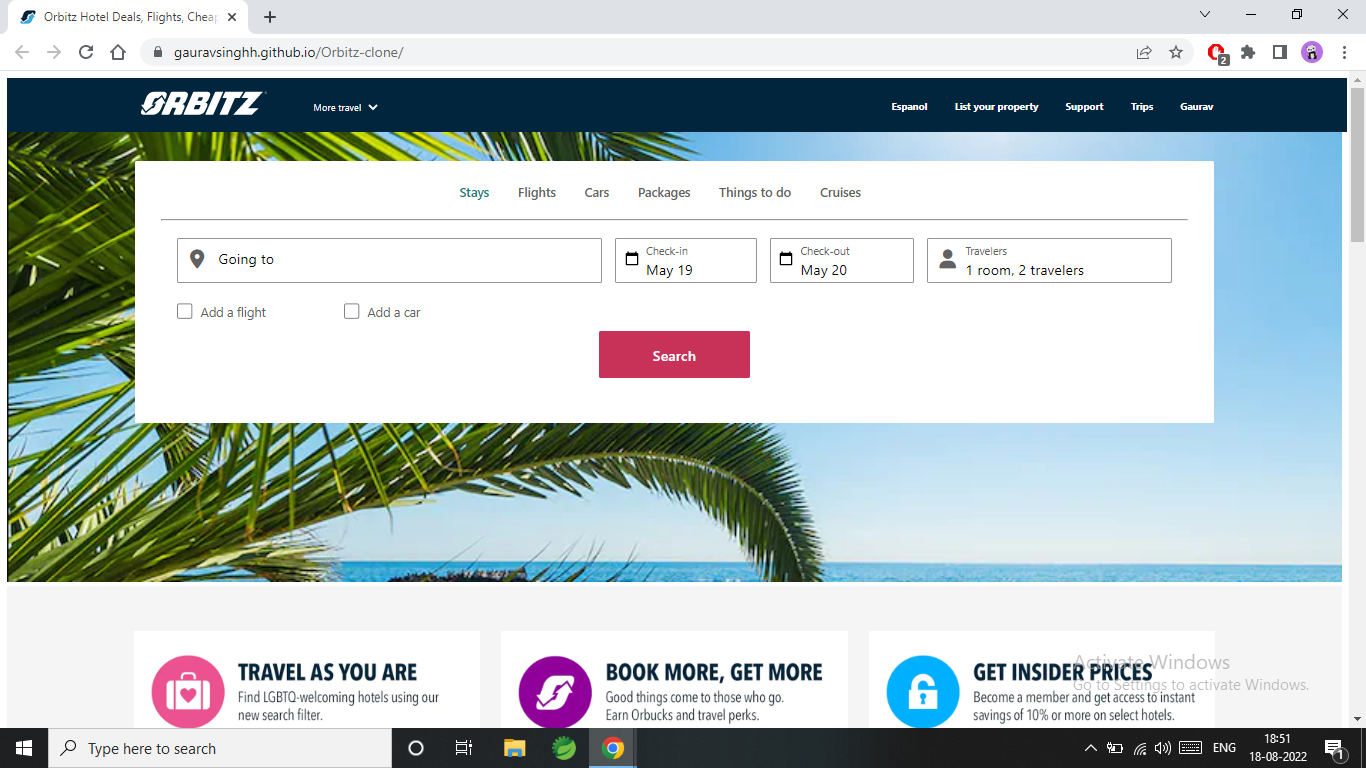 Orbitz Hotel Deals, Flights, Cheap
gauravsinghh.github.io/Orbitz-clone/
2
ORBITZ
More travel
Espanol
List your property
Support
Trips
Gaurav
Stays
Flights
Cars
Packages
Things to do
Cruises
Going to
Check-in
May 19
Check-out
May 20
Travelers
1 room, 2 travelers
Add a flight
Add a car
Search
TRAVEL AS YOU ARE
Find LGBTQ-welcoming hotels using our
new search filter.
BOOK MORE, GET MORE
Good things come to those who go.
Earn Orbucks and travel perks.
GET INSIDER PRICES
Become a member and get access to instant
savings of 10% or more on select hotels.
Activate Windows
Go to Settings to activate Windows.
Type here to search
ENG
18:51
18-08-2022
1